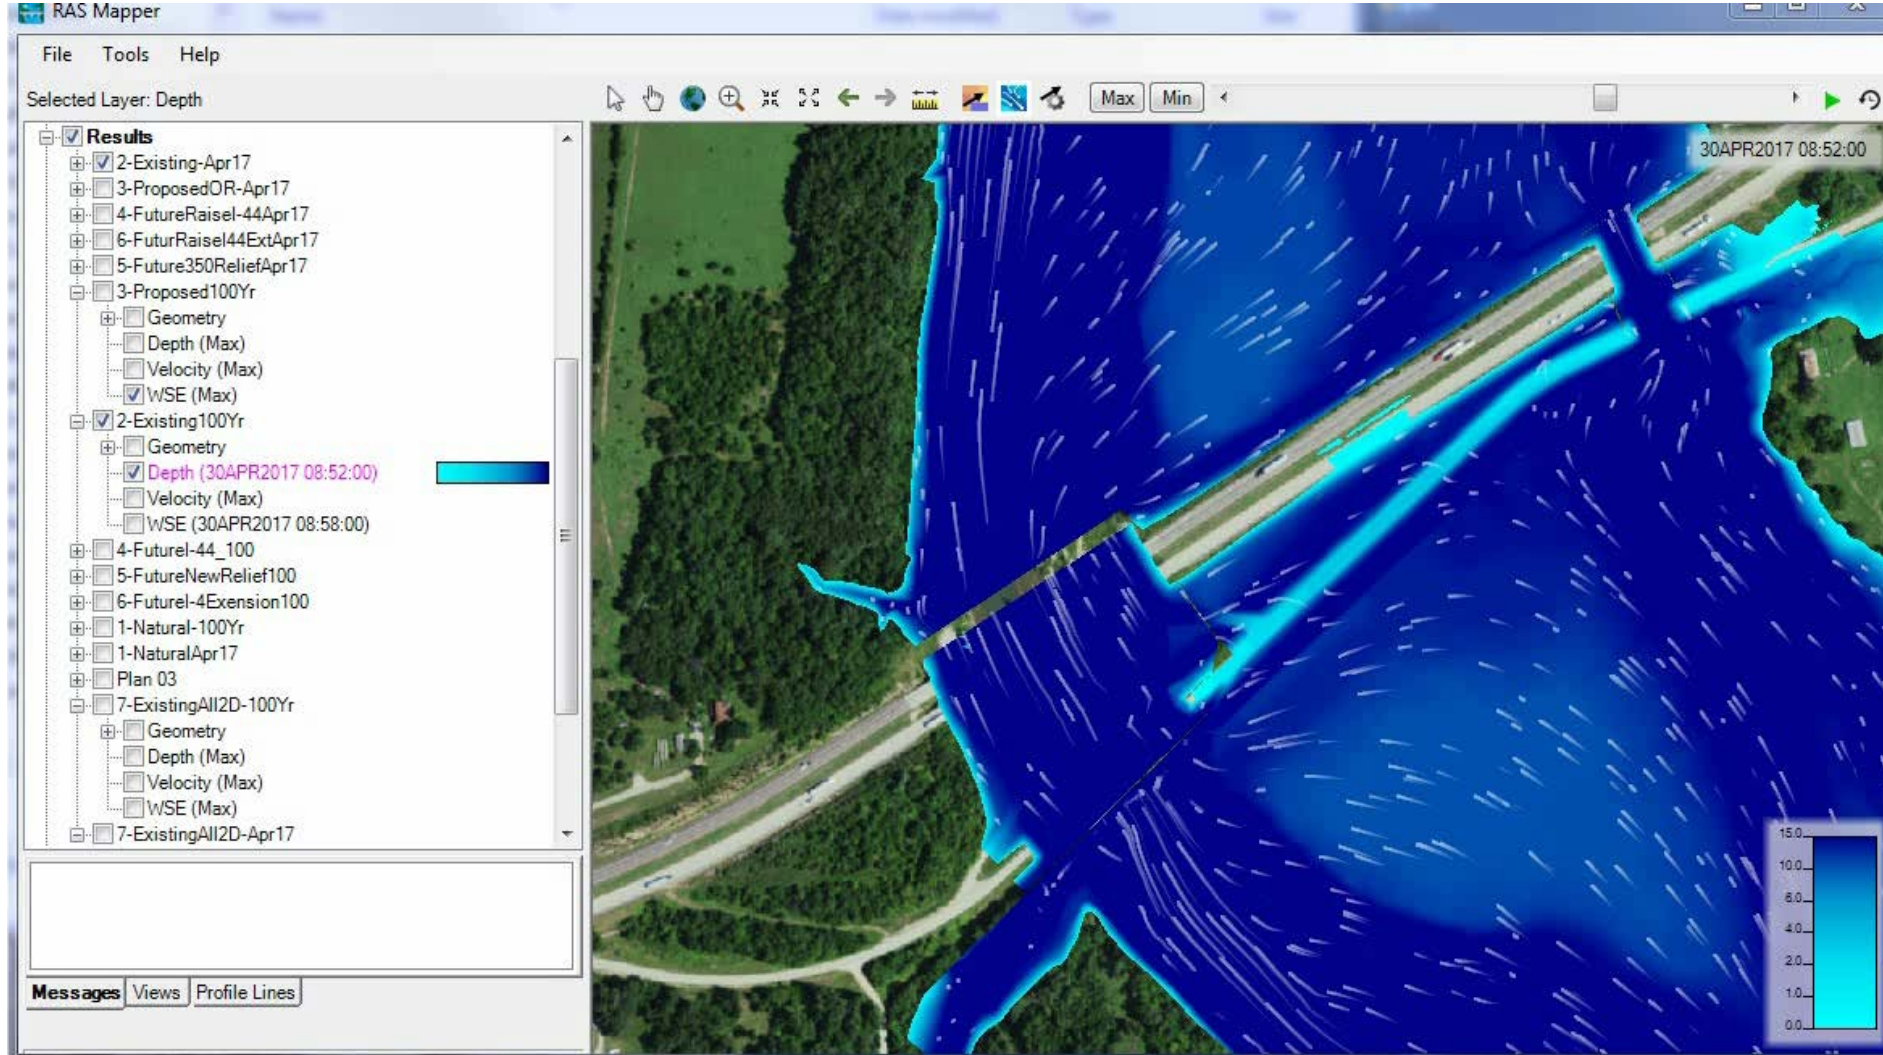 RAS Mapper
File Tools Help
Selected Layer: Depth
Max Min
Results
2-Existing-Apr17
3-ProposedOR-Apr17
4-FutureRaiseI-44Apr17
6-FuturRaiseI44ExtApr17
5-Future350ReliefApr17
3-Proposed100Yr
Geometry
Depth (Max)
Velocity (Max)
WSE (Max)
2-Existing100Yr
Geometry
Depth (30APR2017 08:52:00)
Velocity (Max)
WSE (30APR2017 08:58:00)
4-FutureI-44_100
5-FutureNewRelief100
6-FutureI-4Exension100
1-Natural-100Yr
1-NaturalApr17
Plan 03
7-ExistingAll2D-100Yr
Geometry
Depth (Max)
Velocity (Max)
WSE (Max)
7-ExistingAll2D-Apr17
Messages Views Profile Lines
30APR2017 08:52:00
15.0
10.0
6.0
4.0
2.0
1.0
0.0